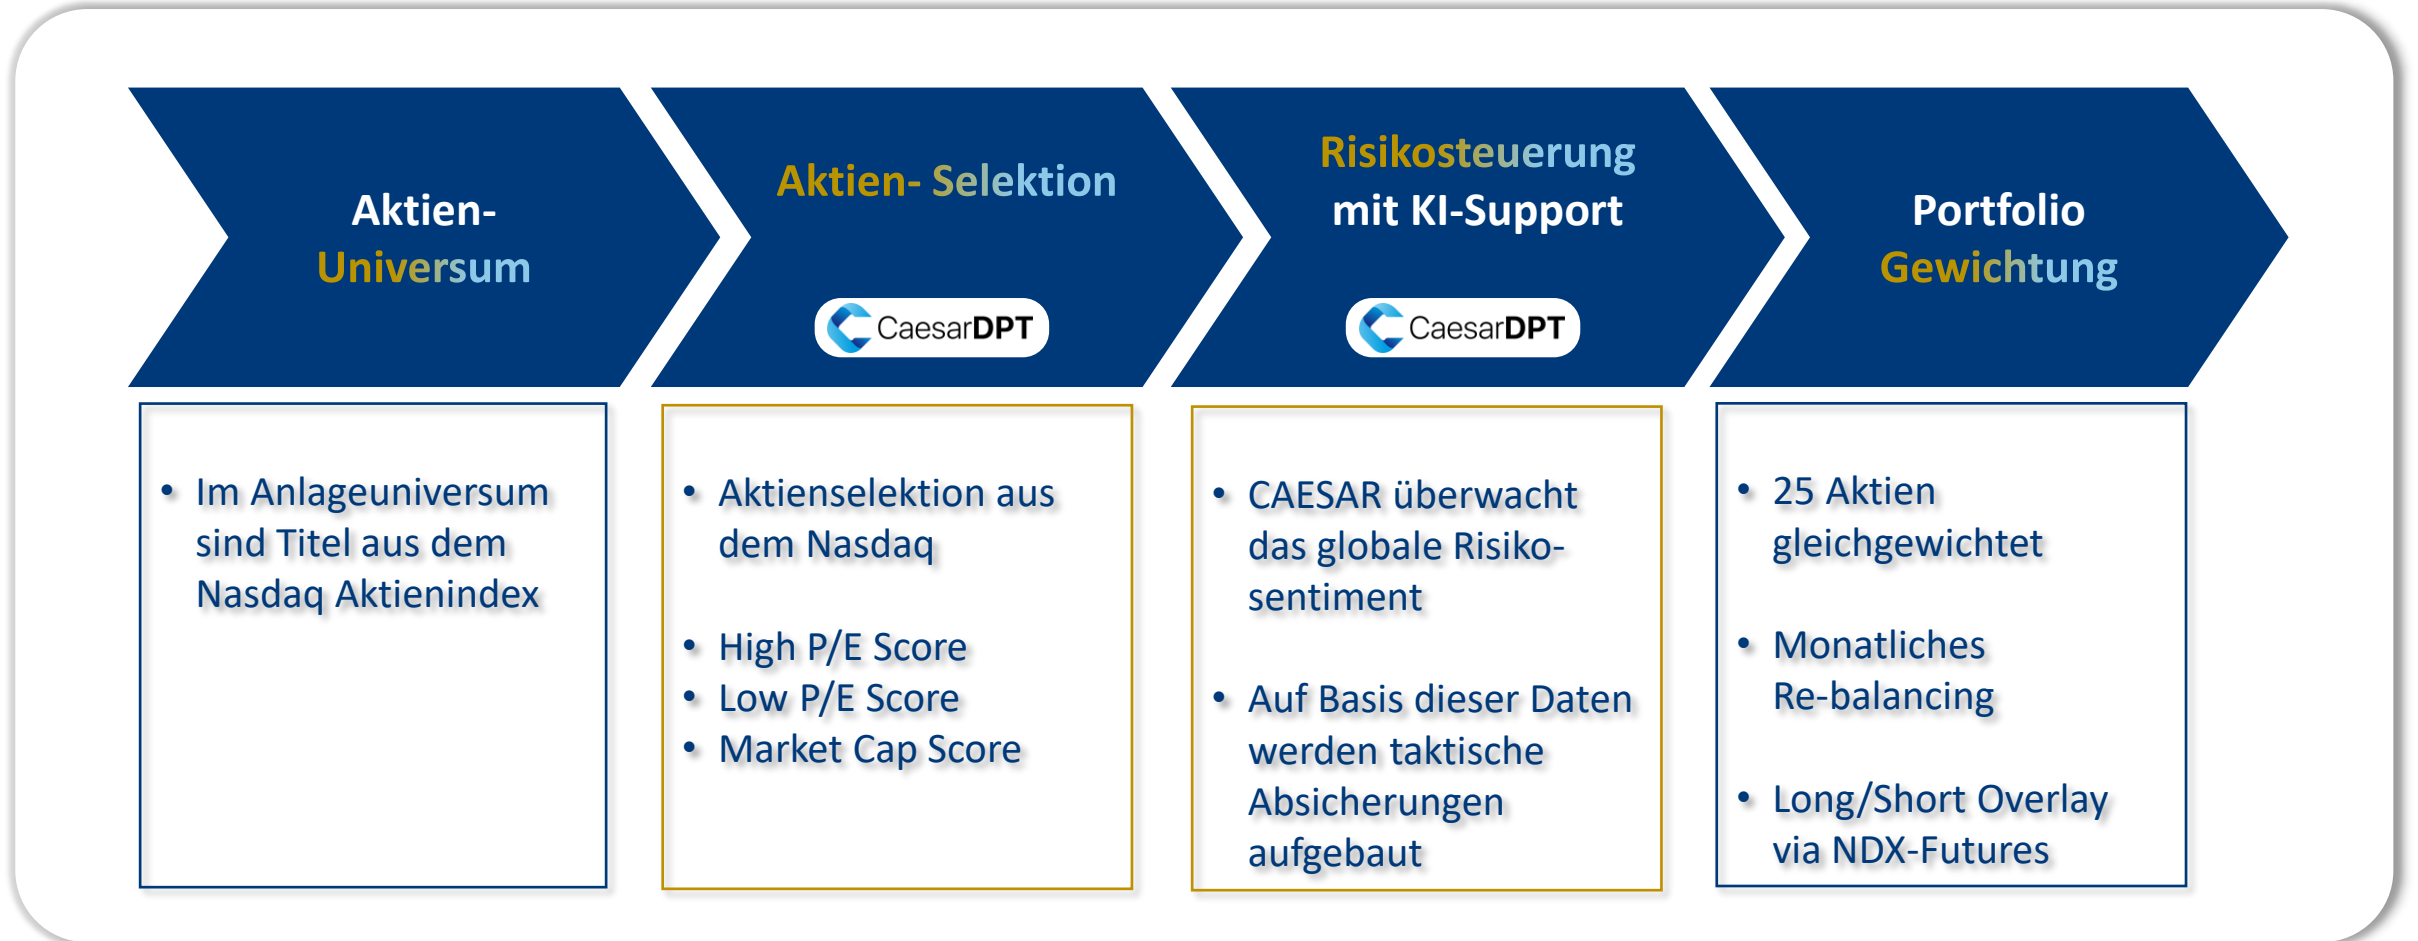 Aktien-
Universum
Aktien- Selektion
CaesarDPT
Risikosteuerung
mit KI-Support
CaesarDPT
Portfolio
Gewichtung
• Im Anlageuniversum
sind Titel aus dem
Nasdaq Aktienindex
• Aktienselektion aus
dem Nasdaq
• High P/E Score
• Low P/E Score
• Market Cap Score
• CAESAR überwacht
das globale Risiko-
sentiment
• Auf Basis dieser Daten
werden taktische
Absicherungen
aufgebaut
• 25 Aktien
gleichgewichtet
• Monatliches
Re-balancing
• Long/Short Overlay
via NDX-Futures